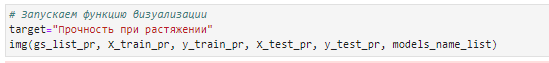 # Запускаем функцию визуализации
target="Прочность при растяжении"
img(gs_list_pr, X_train_pr, y_train_pr, X_test_pr, y_test_pr, models_name_list)